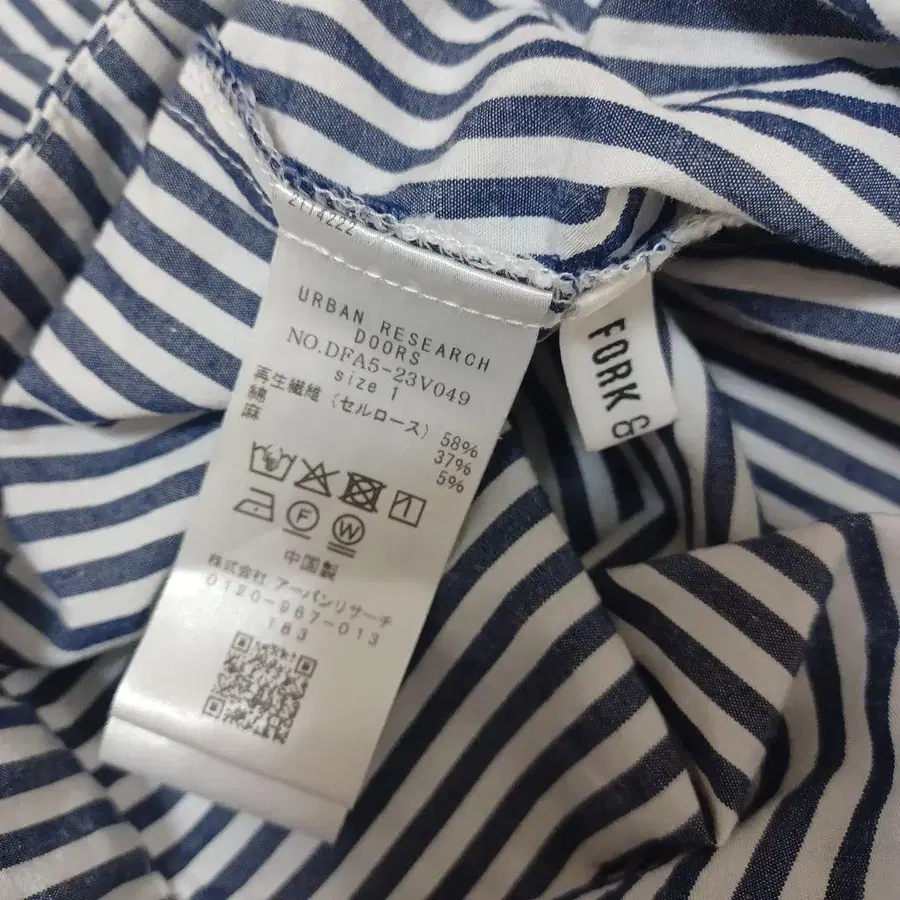 2114222
URBAN RESEARCH
DOORS
NO.DFA5-23V049
size 1
再生繊維 (セルロース) 58%
綿 37%
麻 5%
F W
中国製
株式会社 アーバンリサーチ
0120-987-013
183
FORK &